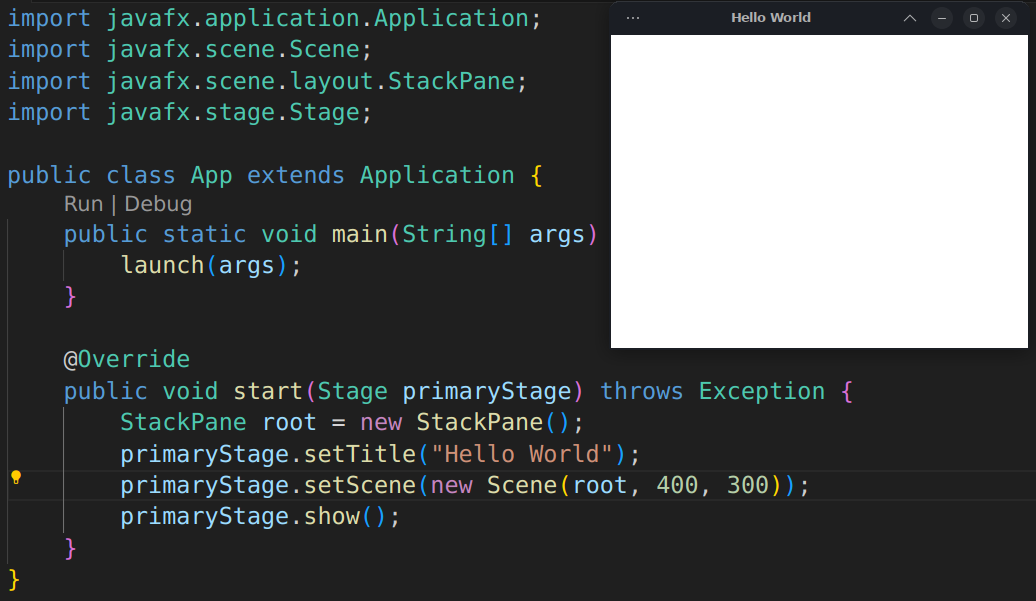 import javafx.application.Application;
import javafx.scene.Scene;
import javafx.scene.layout.StackPane;
import javafx.stage.Stage;
public class App extends Application {
Run | Debug
public static void main(String[] args)
launch(args);
}
@Override
public void start(Stage primaryStage) throws Exception {
StackPane root = new StackPane();
primaryStage.setTitle("Hello World");
primaryStage.setScene(new Scene(root, 400, 300));
primaryStage.show();
}
}
Hello World